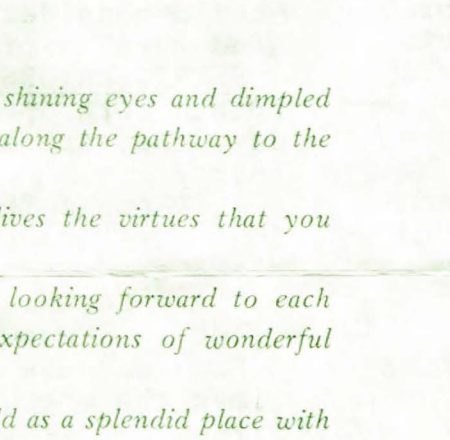 shining eyes and dimpled
along the pathway to the
ives the virtues that you
looking forward to each
xpectations of wonderful
d as a splendid place with